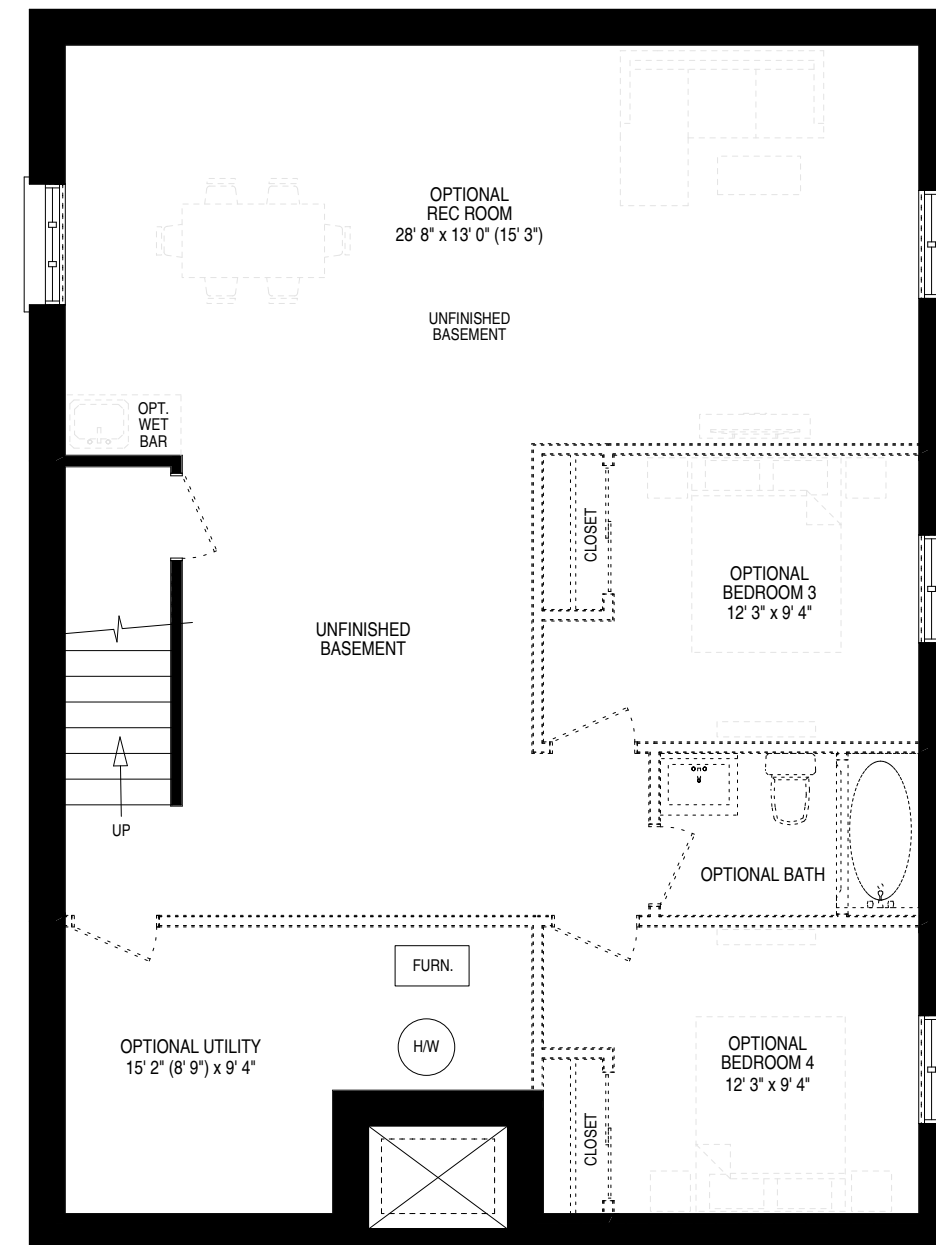 OPTIONAL
REC ROOM
28' 8" x 13' 0" (15' 3")
UNFINISHED
BASEMENT
OPT.
WET
BAR
CLOSET
OPTIONAL
BEDROOM 3
12' 3" x 9' 4"
UNFINISHED
BASEMENT
UP
OPTIONAL BATH
FURN.
H/W
OPTIONAL UTILITY
15' 2" (8' 9") x 9' 4"
OPTIONAL
BEDROOM 4
12' 3" x 9' 4"
CLOSET